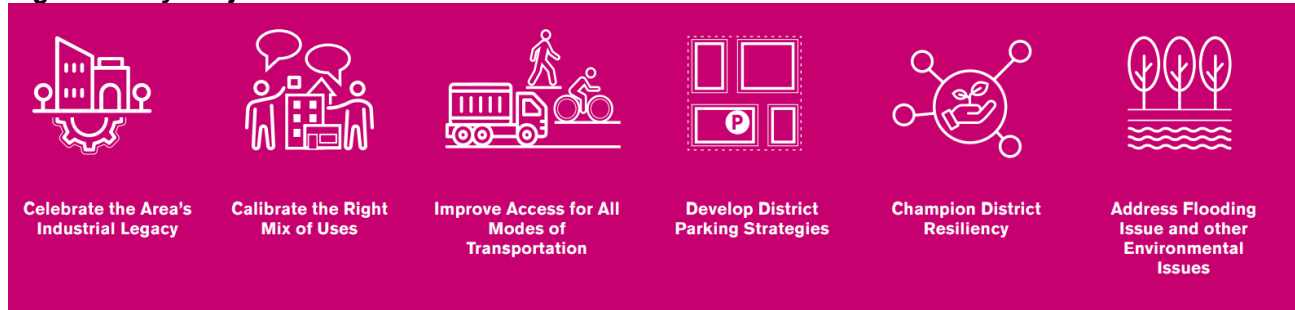 Celebrate the Area's
Industrial Legacy
Calibrate the Right
Mix of Uses
Improve Access for All
Modes of
Transportation
P
Develop District
Parking Strategies
Champion District
Resiliency
Address Flooding
Issue and other
Environmental
Issues